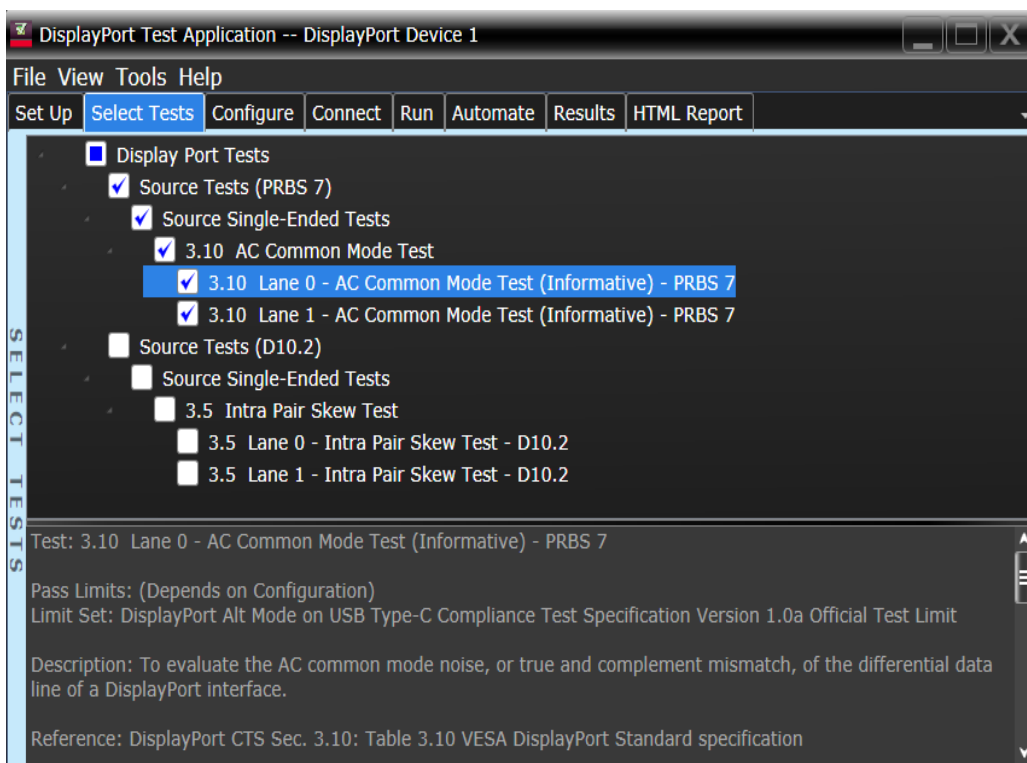 DisplayPort Test Application -- DisplayPort Device 1
File View Tools Help
Set Up Select Tests Configure Connect Run Automate Results HTML Report
Display Port Tests
Source Tests (PRBS 7)
Source Single-Ended Tests
3.10 AC Common Mode Test
3.10 Lane 0 - AC Common Mode Test (Informative) - PRBS 7
3.10 Lane 1 - AC Common Mode Test (Informative) - PRBS 7
Source Tests (D10.2)
Source Single-Ended Tests
3.5 Intra Pair Skew Test
3.5 Lane 0 - Intra Pair Skew Test - D10.2
3.5 Lane 1 - Intra Pair Skew Test - D10.2
SELECT TESTS
Test: 3.10 Lane 0 - AC Common Mode Test (Informative) - PRBS 7
Pass Limits: (Depends on Configuration)
Limit Set: DisplayPort Alt Mode on USB Type-C Compliance Test Specification Version 1.0a Official Test Limit
Description: To evaluate the AC common mode noise, or true and complement mismatch, of the differential data
line of a DisplayPort interface.
Reference: DisplayPort CTS Sec. 3.10: Table 3.10 VESA DisplayPort Standard specification